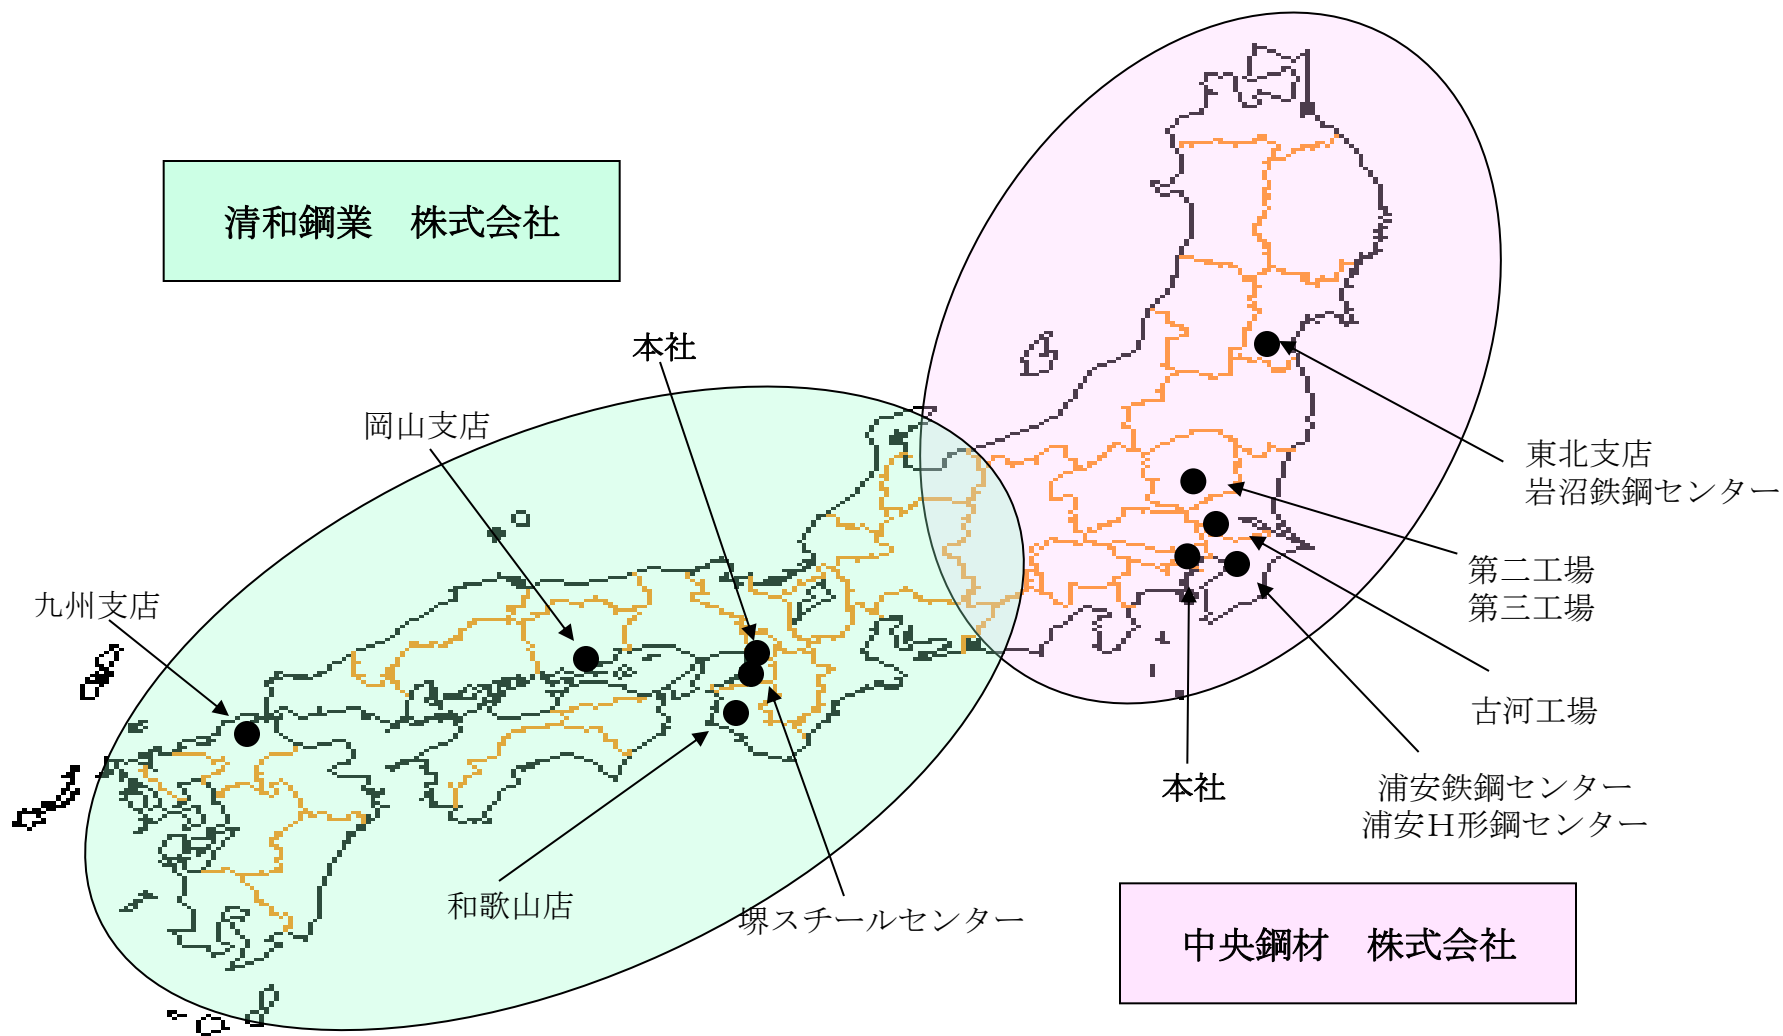 清和鋼業　株式会社
本社
岡山支店
九州支店
和歌山店
堺スチールセンター
東北支店
岩沼鉄鋼センター
第二工場
第三工場
古河工場
本社
浦安鉄鋼センター
浦安Ｈ形鋼センター
中央鋼材　株式会社